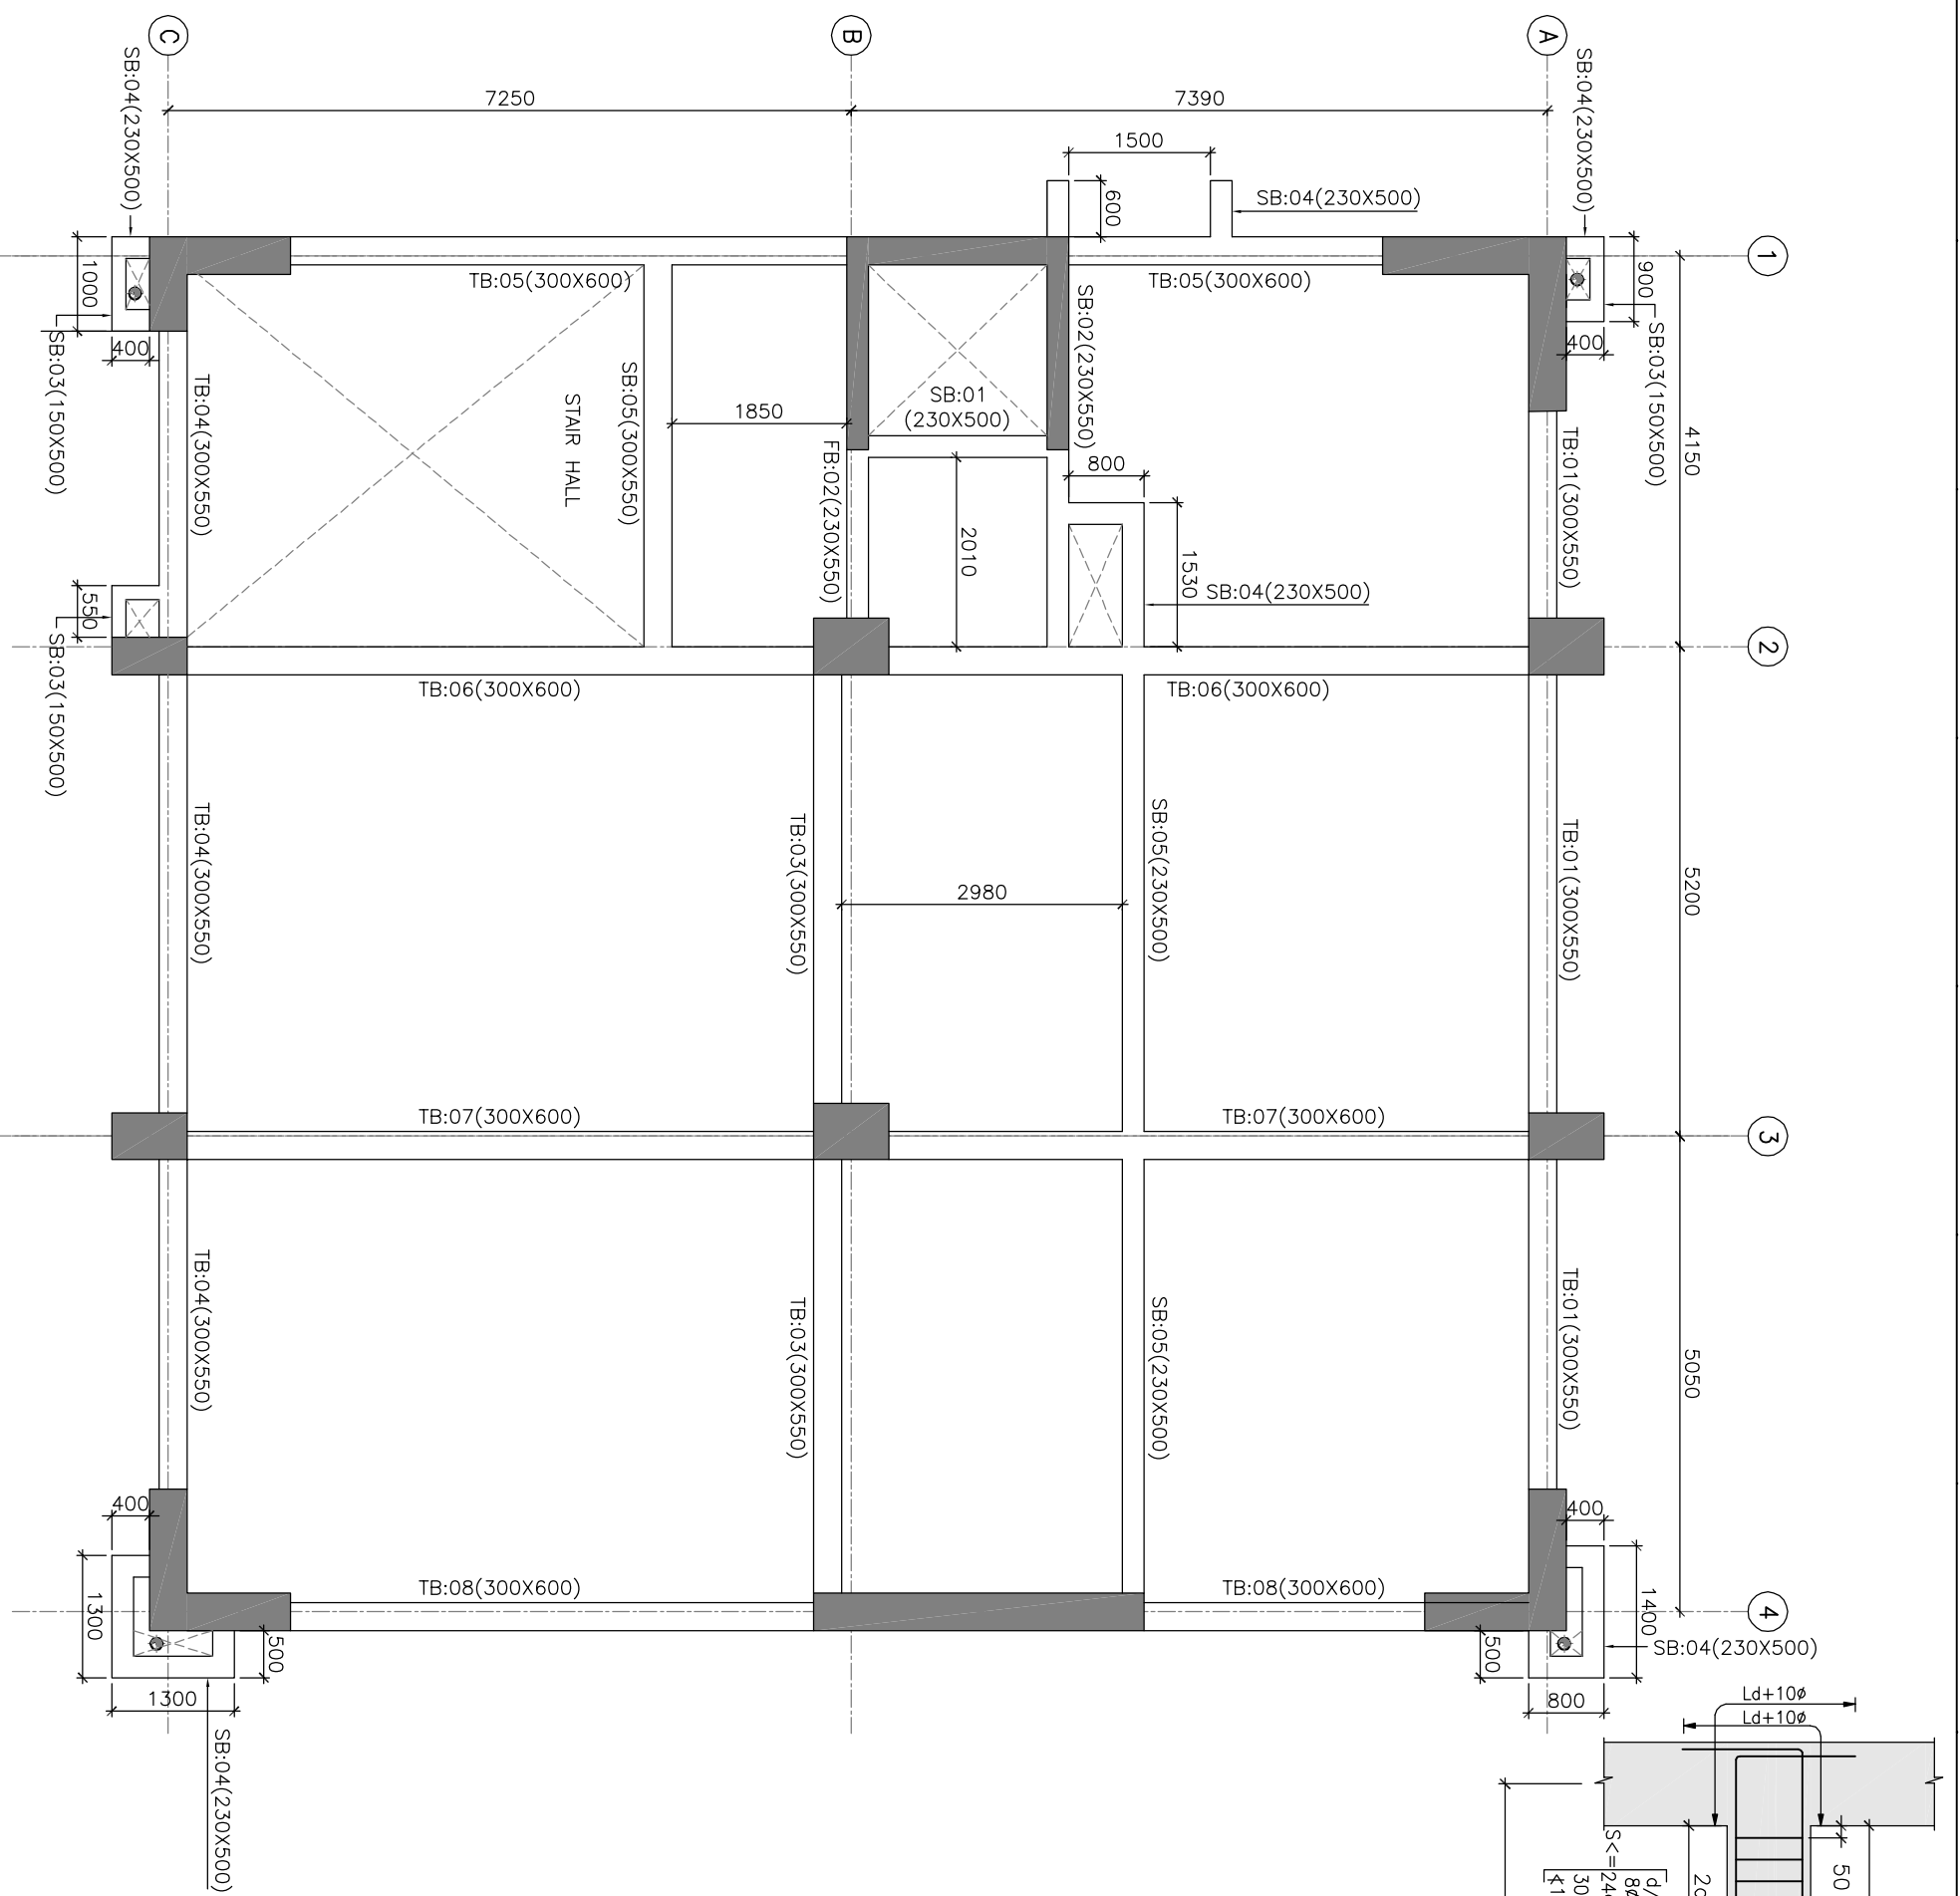 C
B
A
SB:04(230X500)
SB:04(230X500)
7250
7390
1500
600
SB:04(230X500)
1
1000
900
TB:05(300X600)
TB:05(300X600)
SB:03(150X500)
400
400
SB:03(150X500)
TB:04(300X550)
STAIR HALL
SB:05(300X550)
1850
SB:01
(230X500)
SB:02(230X550)
FB:02(230X550)
800
TB:01(300X550)
4150
2010
1530
SB:04(230X500)
550
SB:03(150X500)
2
TB:06(300X600)
TB:06(300X600)
TB:04(300X550)
TB:03(300X550)
2980
SB:05(230X500)
TB:01(300X550)
5200
TB:07(300X600)
TB:07(300X600)
3
TB:04(300X550)
TB:03(300X550)
SB:05(230X500)
TB:01(300X550)
5050
400
400
TB:08(300X600)
TB:08(300X600)
4
1300
500
500
1400
SB:04(230X500)
1300
800
SB:04(230X500)
Ld+10ø
Ld+10ø
50